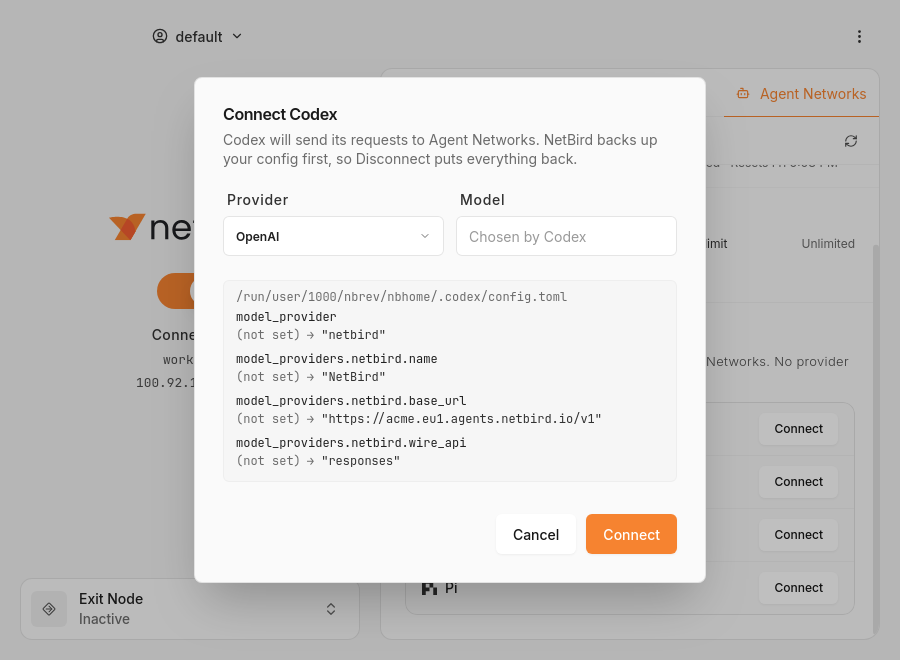 default
Agent Networks
Connect Codex
Codex will send its requests to Agent Networks. NetBird backs up
your config first, so Disconnect puts everything back.
Provider
Model
OpenAI
Chosen by Codex
Unlimited
/run/user/1000/nbrev/nbhome/.codex/config.toml
model_provider
(not set) → "netbird"
model_providers.netbird.name
(not set) → "NetBird"
model_providers.netbird.base_url
(not set) → "https://acme.eu1.agents.netbird.io/v1"
model_providers.netbird.wire_api
(not set) → "responses"
Networks. No provider
Connect
Connect
Connect
Connect
Cancel
Connect
Pi
Exit Node
Inactive
100.92.1